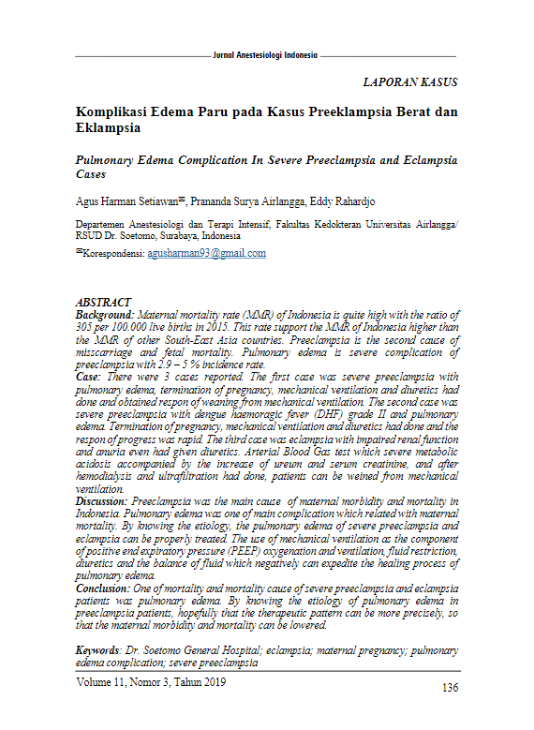 Jurnal Anestesiologi Indonesia
LAPORAN KASUS
Komplikasi Edema Paru pada Kasus Preeklampsia Berat dan
Eklampsia
Pulmonary Edema Complication In Severe Preeclampsia and Eclampsia
Cases
Agus Harman Setiawan✉, Prananda Surya Airlangga, Eddy Rahardjo
Departemen Anestesiologi dan Terapi Intensif, Fakultas Kedokteran Universitas Airlangga/
RSUD Dr. Soetomo, Surabaya, Indonesia
✉Korespondensi: agusharman93@gmail.com
ABSTRACT
Background: Maternal mortality rate (MMR) of Indonesia is quite high with the ratio of
305 per 100.000 live births in 2015. This rate support the MMR of Indonesia higher than
the MMR of other South-East Asia countries. Preeclampsia is the second cause of
misscarriage and fetal mortality. Pulmonary edema is severe complication of
preeclampsia with 2.9 – 5 % incidence rate.
Case: There were 3 cases reported. The first case was severe preeclampsia with
pulmonary edema, termination of pregnancy, mechanical ventilation and diuretics had
done and obtained respon of weaning from mechanical ventilation. The second case was
severe preeclampsia with dengue haemoragic fever (DHF) grade II and pulmonary
edema. Termination of pregnancy, mechanical ventilation and diuretics had done and the
respon of progress was rapid. The third case was eclampsia with impaired renal function
and anuria even had given diuretics. Arterial Blood Gas test which severe metabolic
acidosis accompanied by the increase of ureum and serum creatinine, and after
hemodialysis and ultrafiltration had done, patients can be weined from mechanical
ventilation.
Discussion: Preeclampsia was the main cause of maternal morbidity and mortality in
Indonesia. Pulmonary edema was one of main complication which related with maternal
mortality. By knowing the etiology, the pulmonary edema of severe preeclampsia and
eclampsia can be properly treated. The use of mechanical ventilation as the component
of positive end expiratory pressure (PEEP) oxygenation and ventilation, fluid restriction,
diuretics and the balance of fluid which negatively can expedite the healing process of
pulmonary edema.
Conclusion: One of mortality and mortality cause of severe preeclampsia and eclampsia
patients was pulmonary edema. By knowing the etiology of pulmonary edema in
preeclampsia patients, hopefully that the therapeutic pattern can be more precisely, so
that the maternal morbidity and mortality can be lowered.
Keywords: Dr. Soetomo General Hospital; eclampsia; maternal pregnancy; pulmonary
edema complication; severe preeclampsia
Volume 11, Nomor 3, Tahun 2019
136